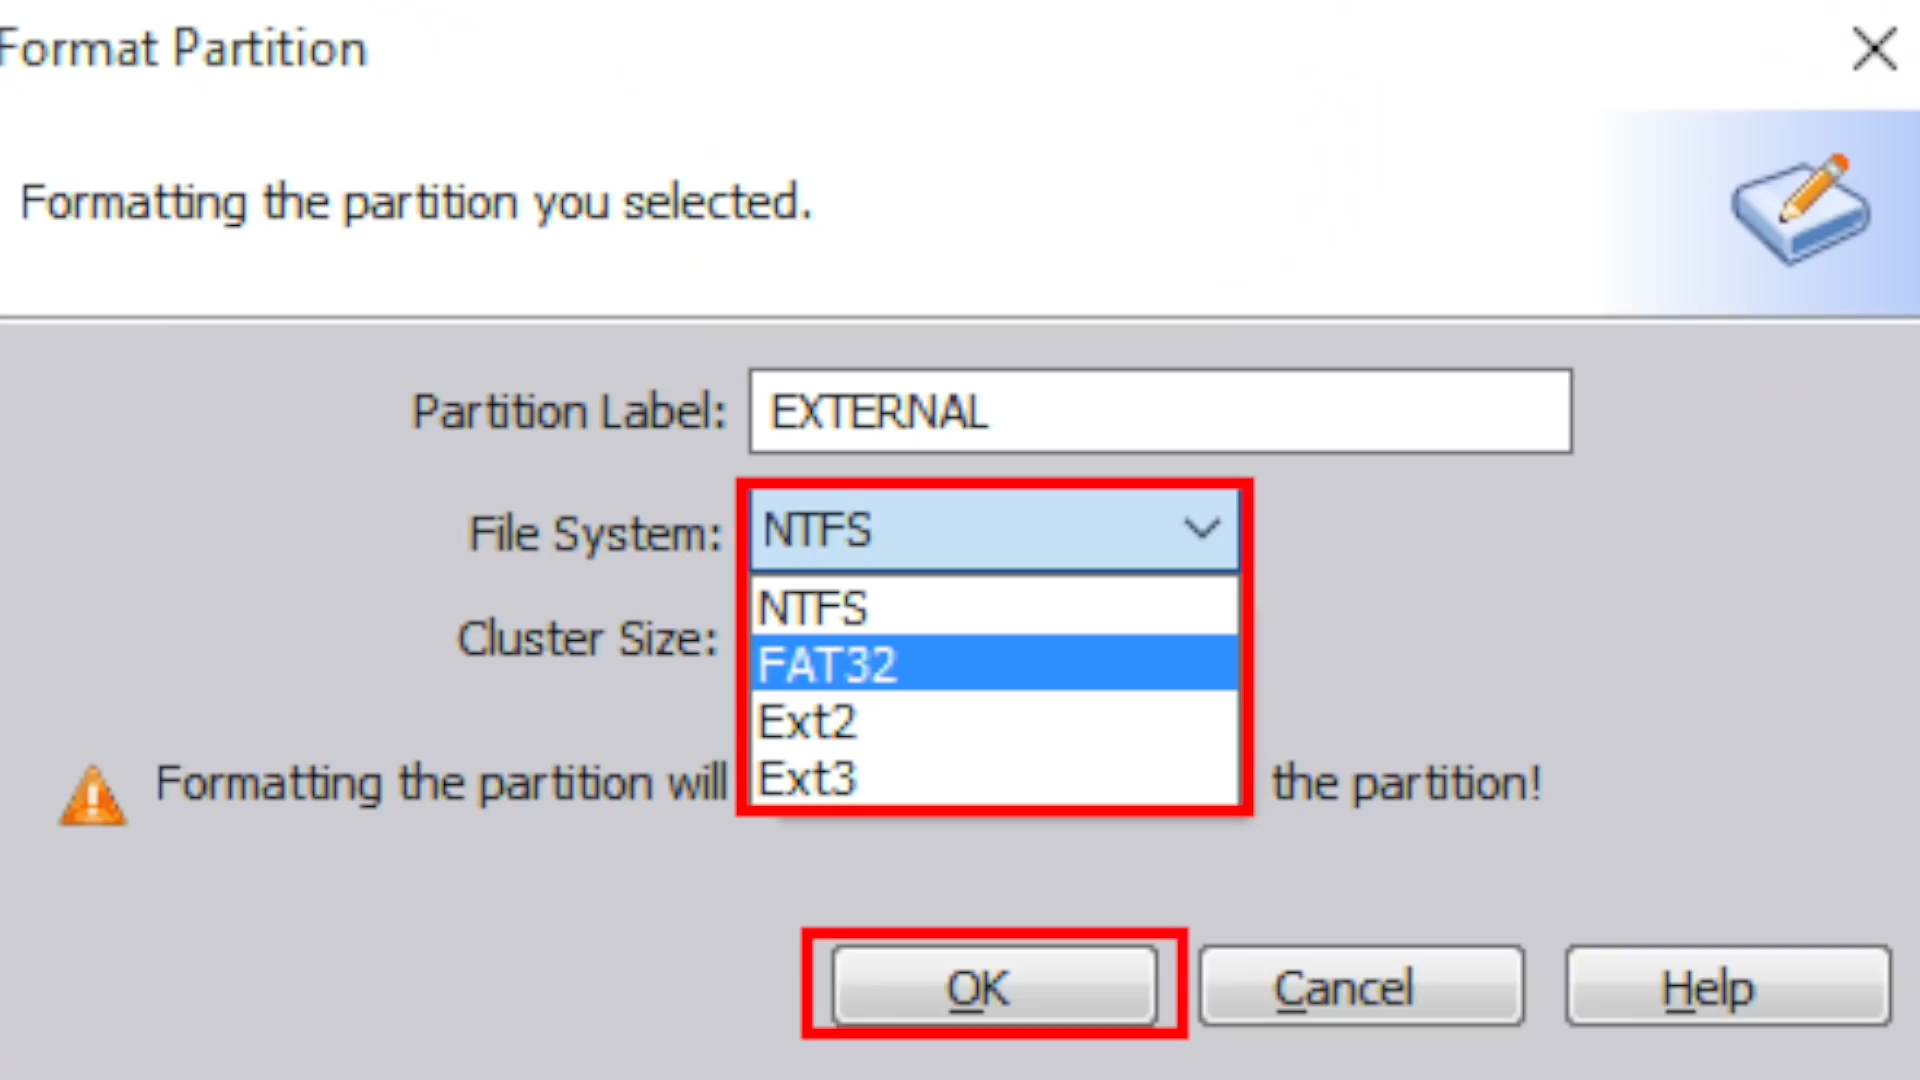 Format Partition
Formatting the partition you selected.
Partition Label: EXTERNAL
File System: NTFS
NTFS
Cluster Size:
FAT32
Ext2
Formatting the partition will Ext3 the partition!
OK Cancel Help